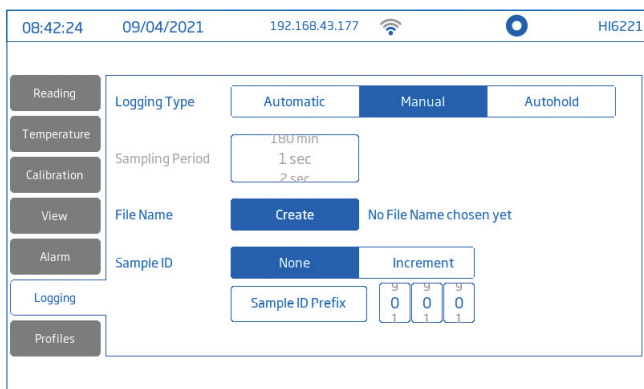 08:42:24 09/04/2021 192.168.43.177 HI6221
Reading
Temperature
Calibration
View
Alarm
Logging
Profiles
Logging Type Automatic Manual Autohold
Sampling Period 180 min
1 sec
2 sec
File Name Create No File Name chosen yet
Sample ID None Increment
Sample ID Prefix
9 9 9
0 0 0
1 1 1